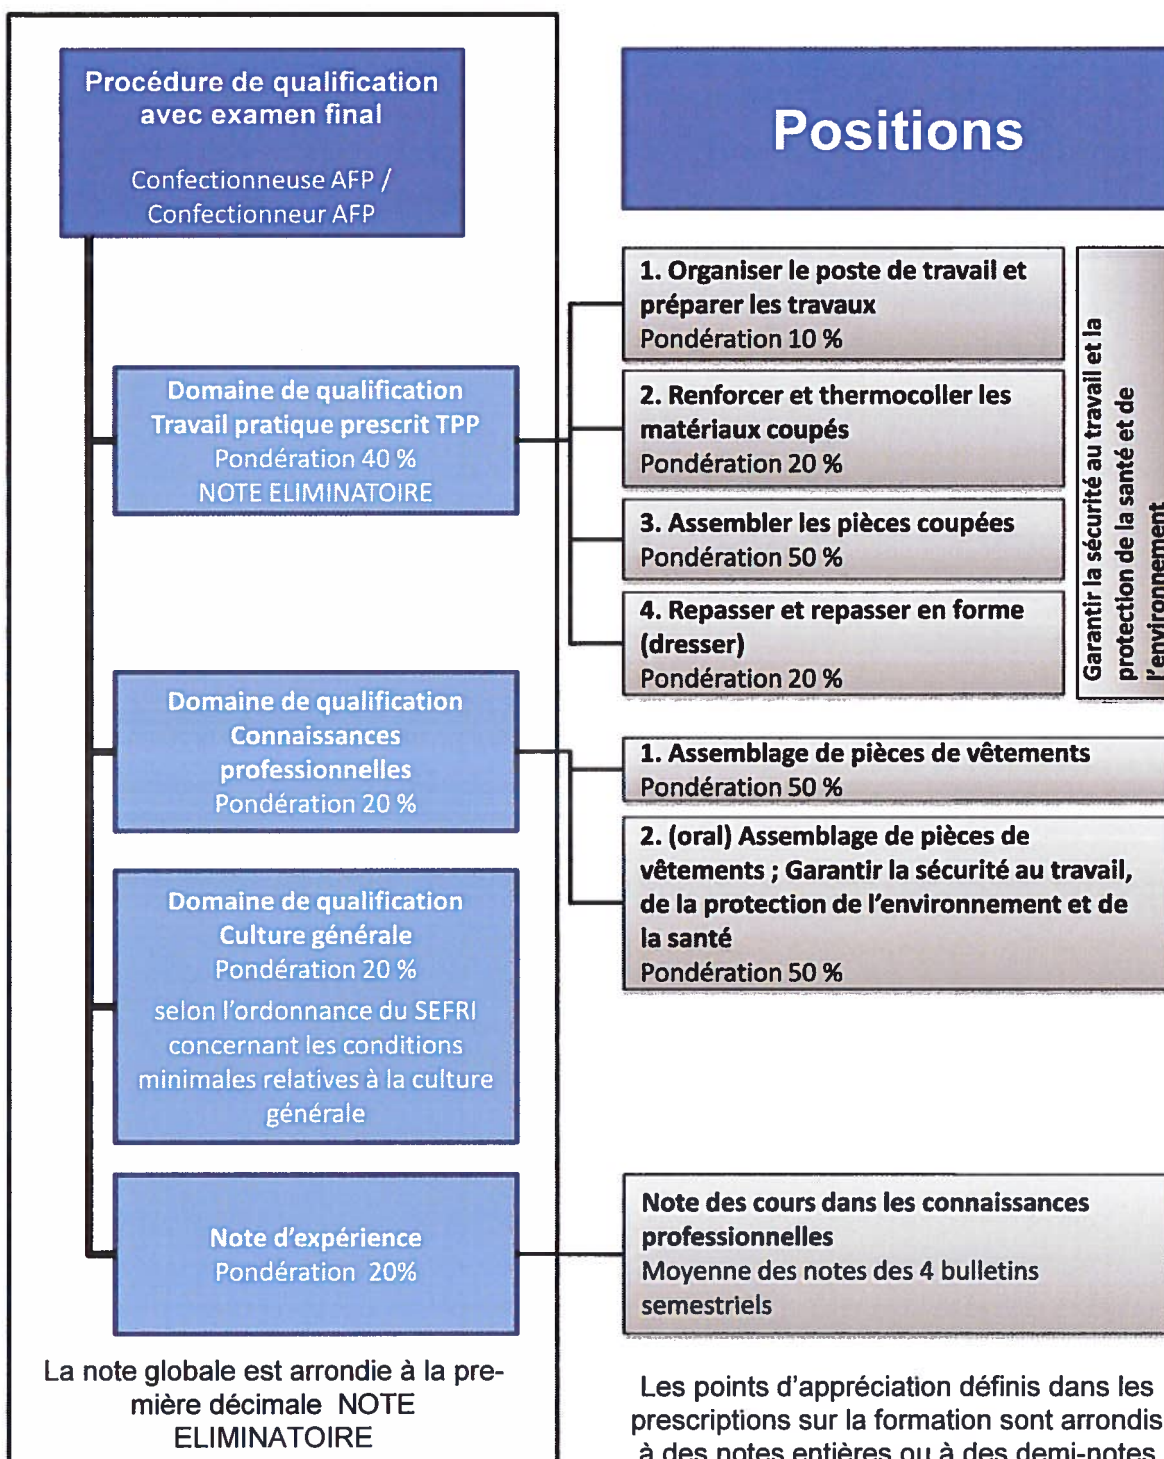 Procédure de qualification
avec examen final
Confectionneuse AFP /
Confectionneur AFP
Domaine de qualification
Travail pratique prescrit TPP
Pondération 40 %
NOTE ELIMINATOIRE
Domaine de qualification
Connaissances
professionnelles
Pondération 20 %
Domaine de qualification
Culture générale
Pondération 20 %
selon l'ordonnance du SEFRI
concernant les conditions
minimales relatives à la culture
générale
Note d'expérience
Pondération 20%
La note globale est arrondie à la pre-
mière décimale NOTE
ELIMINATOIRE
Positions
1. Organiser le poste de travail et
préparer les travaux
Pondération 10 %
2. Renforcer et thermocoller les
matériaux coupés
Pondération 20 %
3. Assembler les pièces coupées
Pondération 50 %
4. Repasser et repasser en forme
(dresser)
Pondération 20 %
Garantir la sécurité au travail et la
protection de la santé et de
l'environnement
1. Assemblage de pièces de vêtements
Pondération 50 %
2. (oral) Assemblage de pièces de
vêtements ; Garantir la sécurité au travail,
de la protection de l'environnement et de
la santé
Pondération 50 %
Note des cours dans les connaissances
professionnelles
Moyenne des notes des 4 bulletins
semestriels
Les points d'appréciation définis dans les
prescriptions sur la formation sont arrondis
à des notes entières ou à des demi-notes